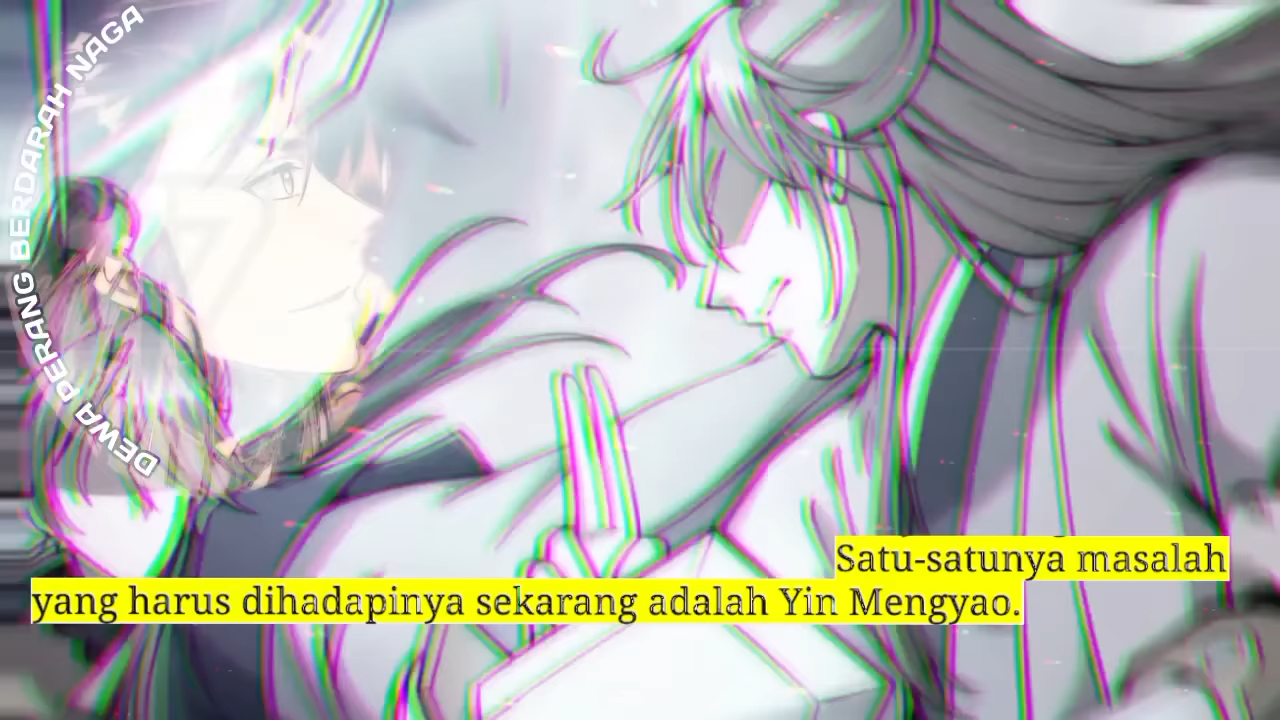 DEWA PERANG BERDARAH NAGA
Satu-satunya masalah
yang harus dihadapinya sekarang adalah Yin Mengyao.